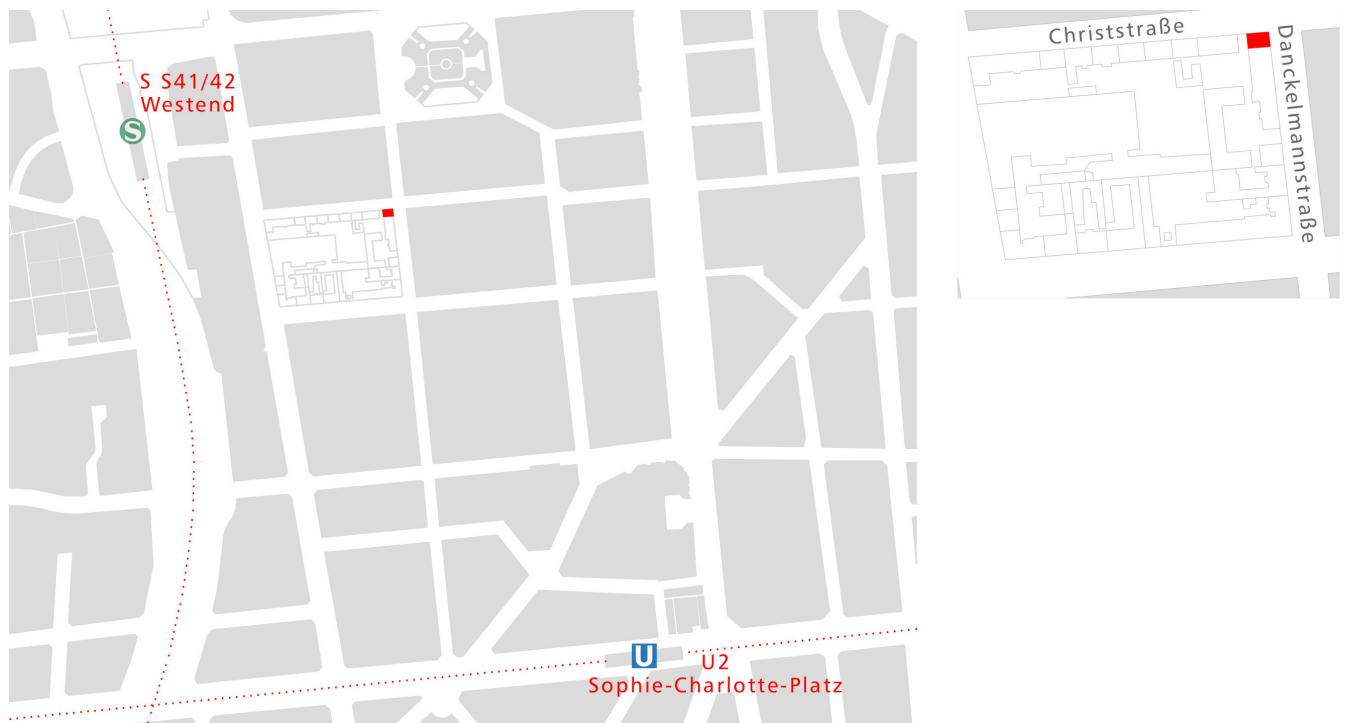 S S41/42
Westend
S
U
U2
Sophie-Charlotte-Platz
Christstraße
Danckelmannstraße